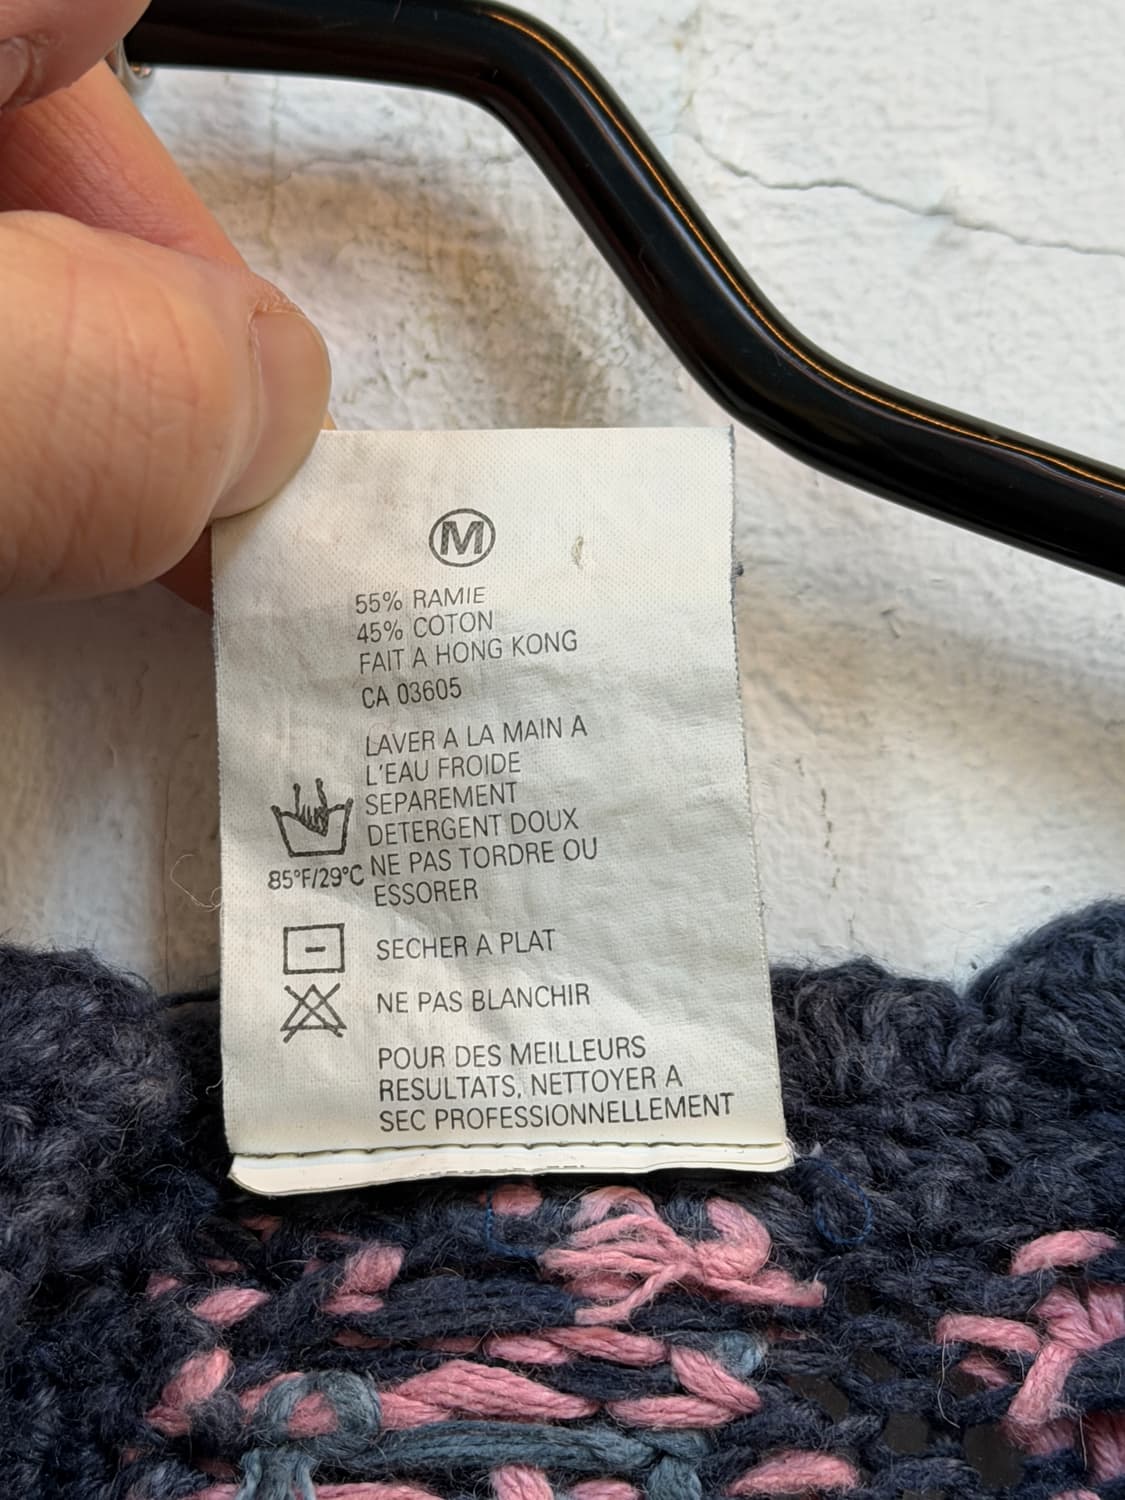 M
55% RAMIE
45% COTON
FAIT A HONG KONG
CA 03605
LAVER A LA MAIN A
L'EAU FROIDE
SEPAREMENT
DETERGENT DOUX
NE PAS TORDRE OU
ESSORER
85°F/29°C
SECHER A PLAT
NE PAS BLANCHIR
POUR DES MEILLEURS
RESULTATS, NETTOYER A
SEC PROFESSIONNELLEMENT